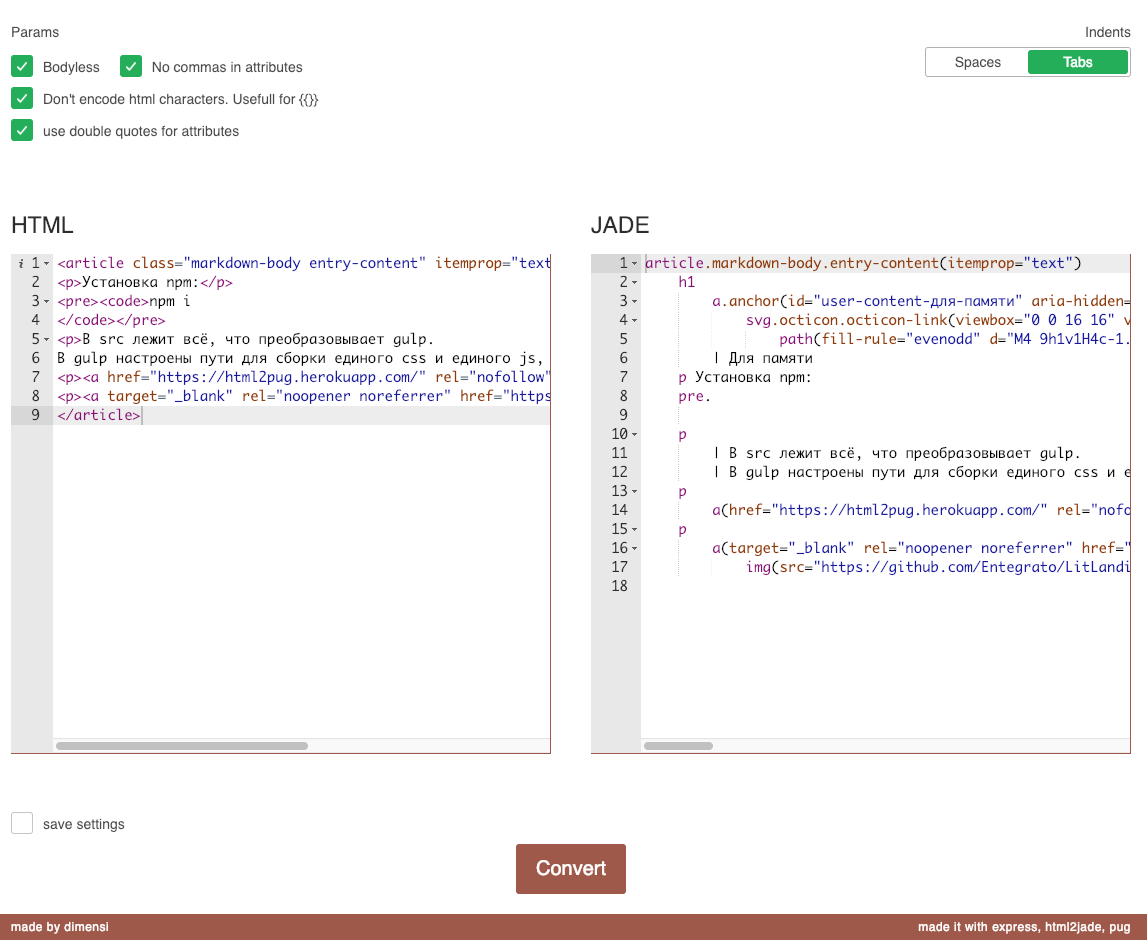 Params
Indents
Bodyless
No commas in attributes
Spaces
Tabs
Don't encode html characters. Usefull for {{}}
use double quotes for attributes
HTML
i 1 <article class="markdown-body entry-content" itemprop="text
2 <p>Установка npm:</p>
3 <pre><code>npm i
4 </code></pre>
5 <p>В src лежит всё, что преобразовывает gulp.
6 В gulp настроены пути для сборки единого css и единого js,
7 <p><a href="https://html2pug.herokuapp.com/" rel="nofollow"
8 <p><a target="_blank" rel="noopener noreferrer" href="https
9 </article>
JADE
1 article.markdown-body.entry-content(itemprop="text")
2 h1
3 a.anchor(id="user-content-для-памяти" aria-hidden=
4 svg.octicon.octicon-link(viewbox="0 0 16 16" v
5 path(fill-rule="evenodd" d="M4 9h1v1H4c-1.
6 | Для памяти
7 p Установка npm:
8 pre.
9
10 p
11 | В src лежит всё, что преобразовывает gulp.
12 | В gulp настроены пути для сборки единого css и е
13 p
14 a(href="https://html2pug.herokuapp.com/" rel="nofo
15 p
16 a(target="_blank" rel="noopener noreferrer" href="
17 img(src="https://github.com/Entegrato/LitLandi
18
save settings
Convert
made by dimensi
made it with express, html2jade, pug